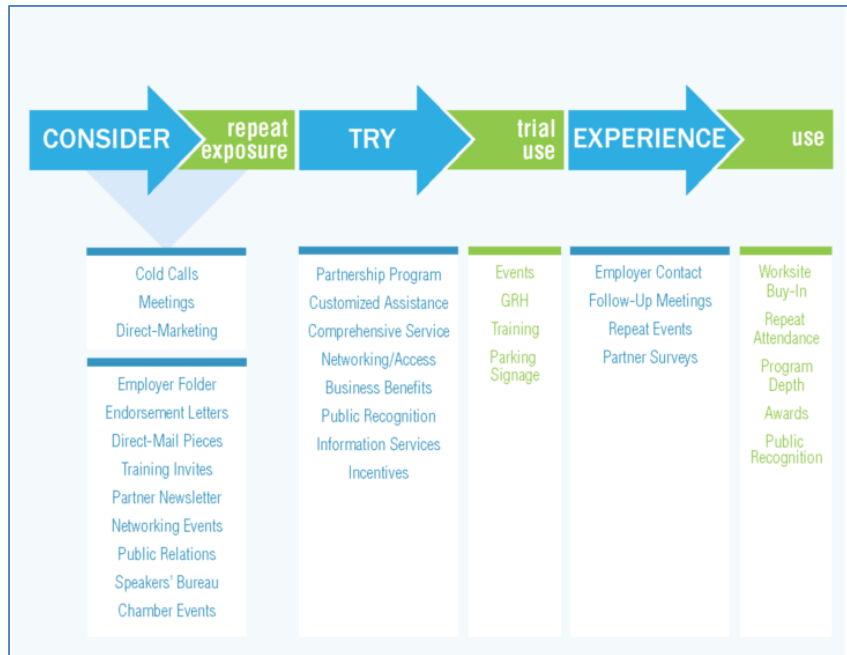 CONSIDER
repeat
exposure
TRY
trial
use
EXPERIENCE
use
Cold Calls
Meetings
Direct-Marketing
Employer Folder
Endorsement Letters
Direct-Mail Pieces
Training Invites
Partner Newsletter
Networking Events
Public Relations
Speakers' Bureau
Chamber Events
Partnership Program
Customized Assistance
Comprehensive Service
Networking/Access
Business Benefits
Public Recognition
Information Services
Incentives
Events
GRH
Training
Parking
Signage
Employer Contact
Follow-Up Meetings
Repeat Events
Partner Surveys
Worksite
Buy-In
Repeat
Attendance
Program
Depth
Awards
Public
Recognition